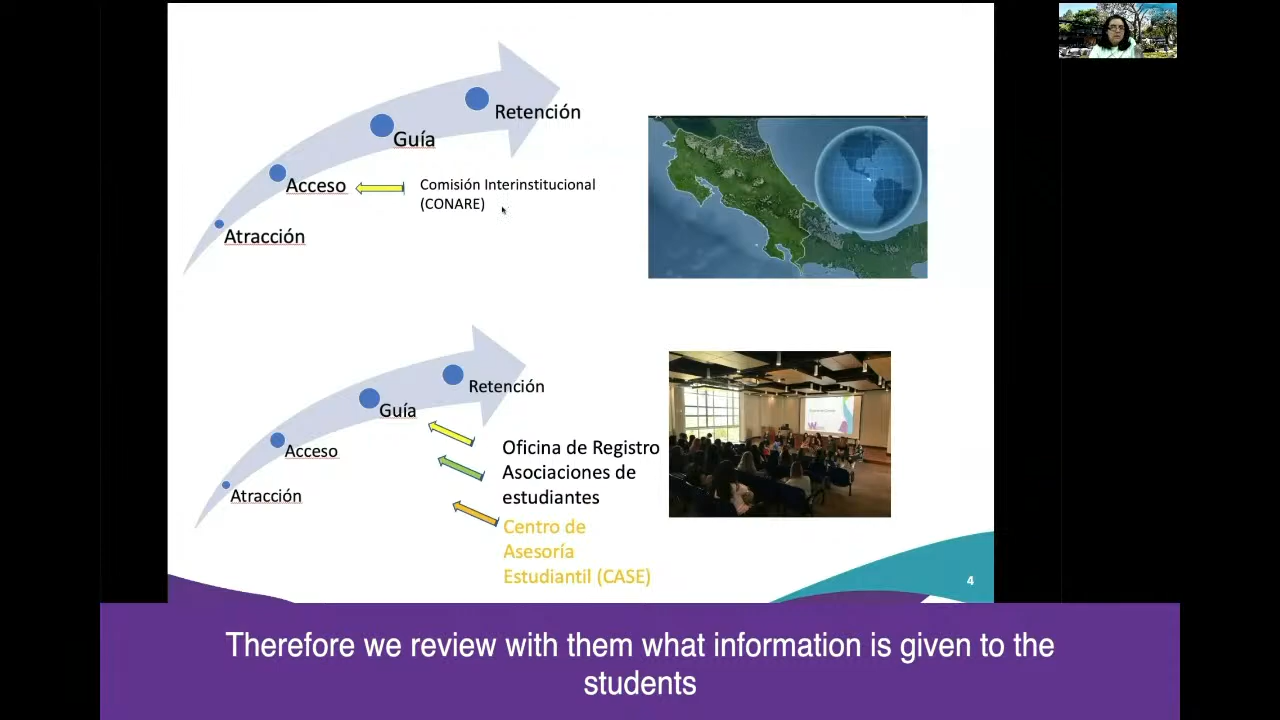 Retención
Guía
Acceso
Comisión Interinstitucional
(CONARE)
Atracción
Retención
Guía
Acceso
Atracción
Oficina de Registro
Asociaciones de
estudiantes
Centro de
Asesoría
Estudiantil (CASE)
4
Therefore we review with them what information is given to the
students